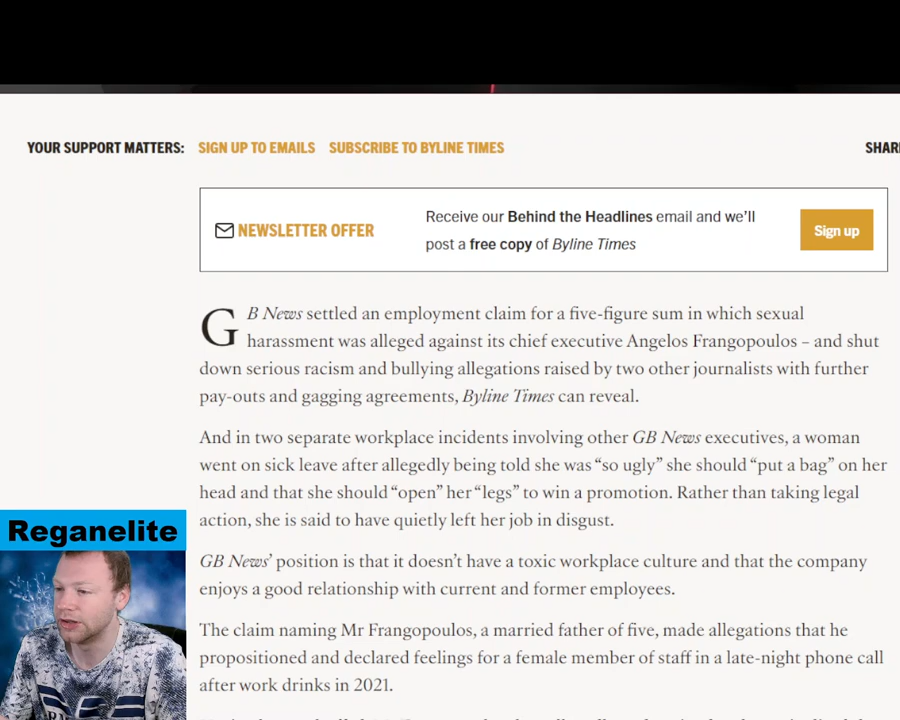 YOUR SUPPORT MATTERS: SIGN UP TO EMAILS SUBSCRIBE TO BYLINE TIMES
NEWSLETTER OFFER
Receive our Behind the Headlines email and we'll
post a free copy of Byline Times
Sign up
GB News settled an employment claim for a five-figure sum in which sexual
harassment was alleged against its chief executive Angelos Frangopoulos – and shut
down serious racism and bullying allegations raised by two other journalists with further
pay-outs and gagging agreements, Byline Times can reveal.
And in two separate workplace incidents involving other GB News executives, a woman
went on sick leave after allegedly being told she was “so ugly” she should “put a bag” on her
head and that she should “open” her “legs” to win a promotion. Rather than taking legal
action, she is said to have quietly left her job in disgust.
GB News’ position is that it doesn’t have a toxic workplace culture and that the company
enjoys a good relationship with current and former employees.
The claim naming Mr Frangopoulos, a married father of five, made allegations that he
propositioned and declared feelings for a female member of staff in a late-night phone call
after work drinks in 2021.
Reganelite